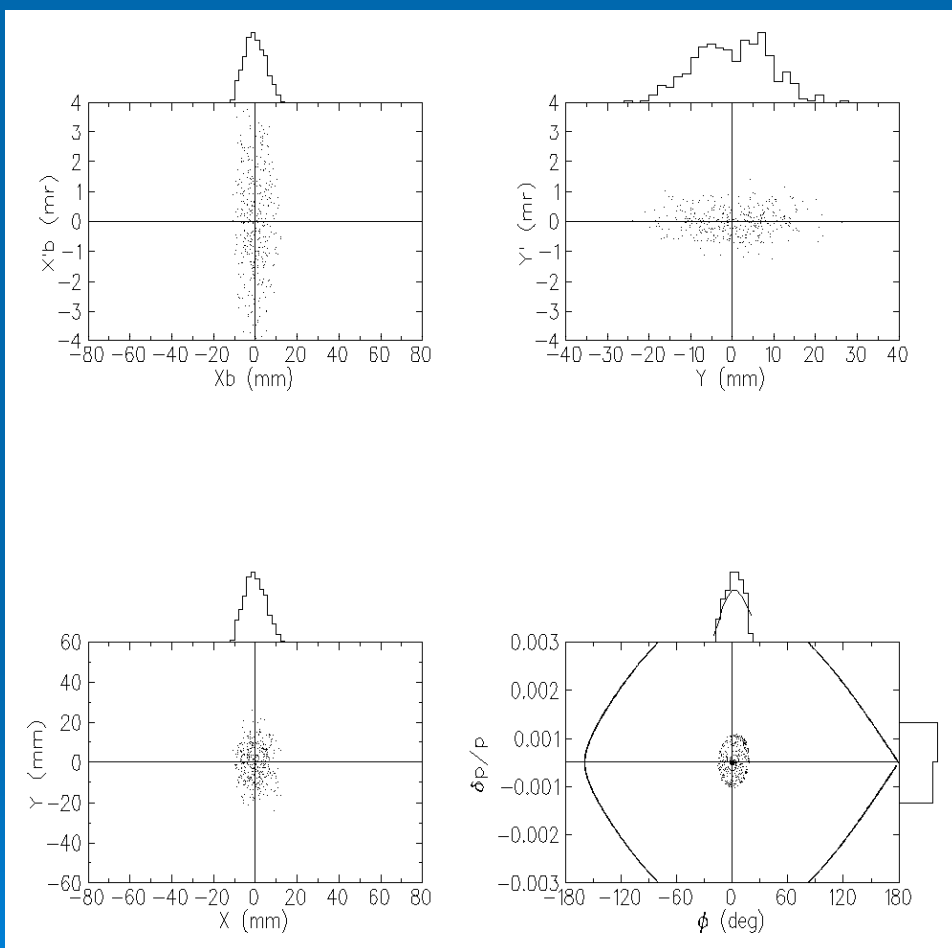 4
3
2
1
0
−1
−2
−3
−4
X'b (mr)
−80 −60 −40 −20 0 20 40 60 80
Xb (mm)
4
3
2
1
0
−1
−2
−3
−4
Y' (mr)
−40 −30 −20 −10 0 10 20 30 40
Y (mm)
60
40
20
0
−20
−40
−60
Y (mm)
−80 −60 −40 −20 0 20 40 60 80
X (mm)
0.003
0.002
0.001
−0.001
−0.002
−0.003
δp/p
−180 −120 −60 0 60 120 180
ϕ (deg)